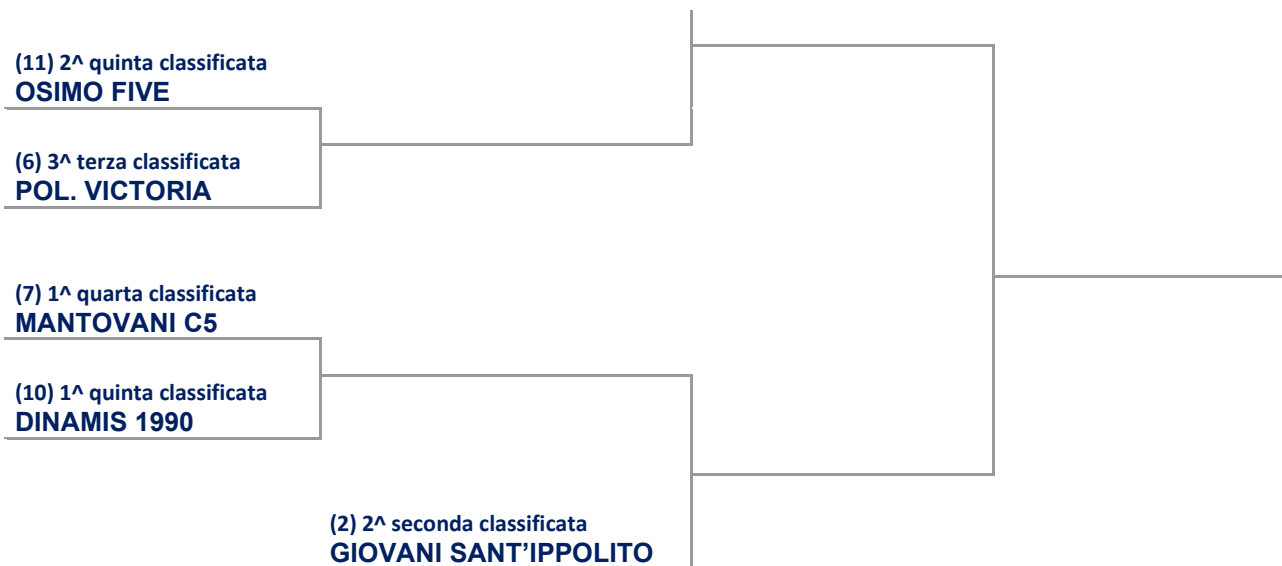 (11) 2^ quinta classificata
OSIMO FIVE
(6) 3^ terza classificata
POL. VICTORIA
(7) 1^ quarta classificata
MANTOVANI C5
(10) 1^ quinta classificata
DINAMIS 1990
(2) 2^ seconda classificata
GIOVANI SANT’IPPOLITO